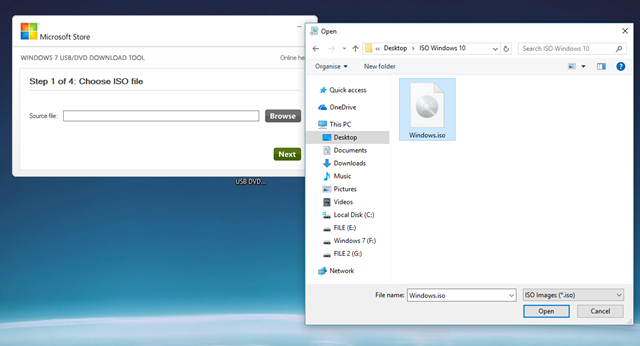 Microsoft Store
WINDOWS 7 USB/DVD DOWNLOAD TOOL
Online he
Step 1 of 4: Choose ISO file
Source file:
Browse
Next
USB DVD...
Open
« Desktop > ISO Windows 10
Search ISO Windows 10
Organise
New folder
Quick access
OneDrive
This PC
Desktop
Documents
Downloads
Music
Pictures
Videos
Local Disk (C:)
FILE (E:)
Windows 7 (F:)
FILE 2 (G:)
Network
Windows.iso
File name:
Windows.iso
ISO Images (*.iso)
Open
Cancel